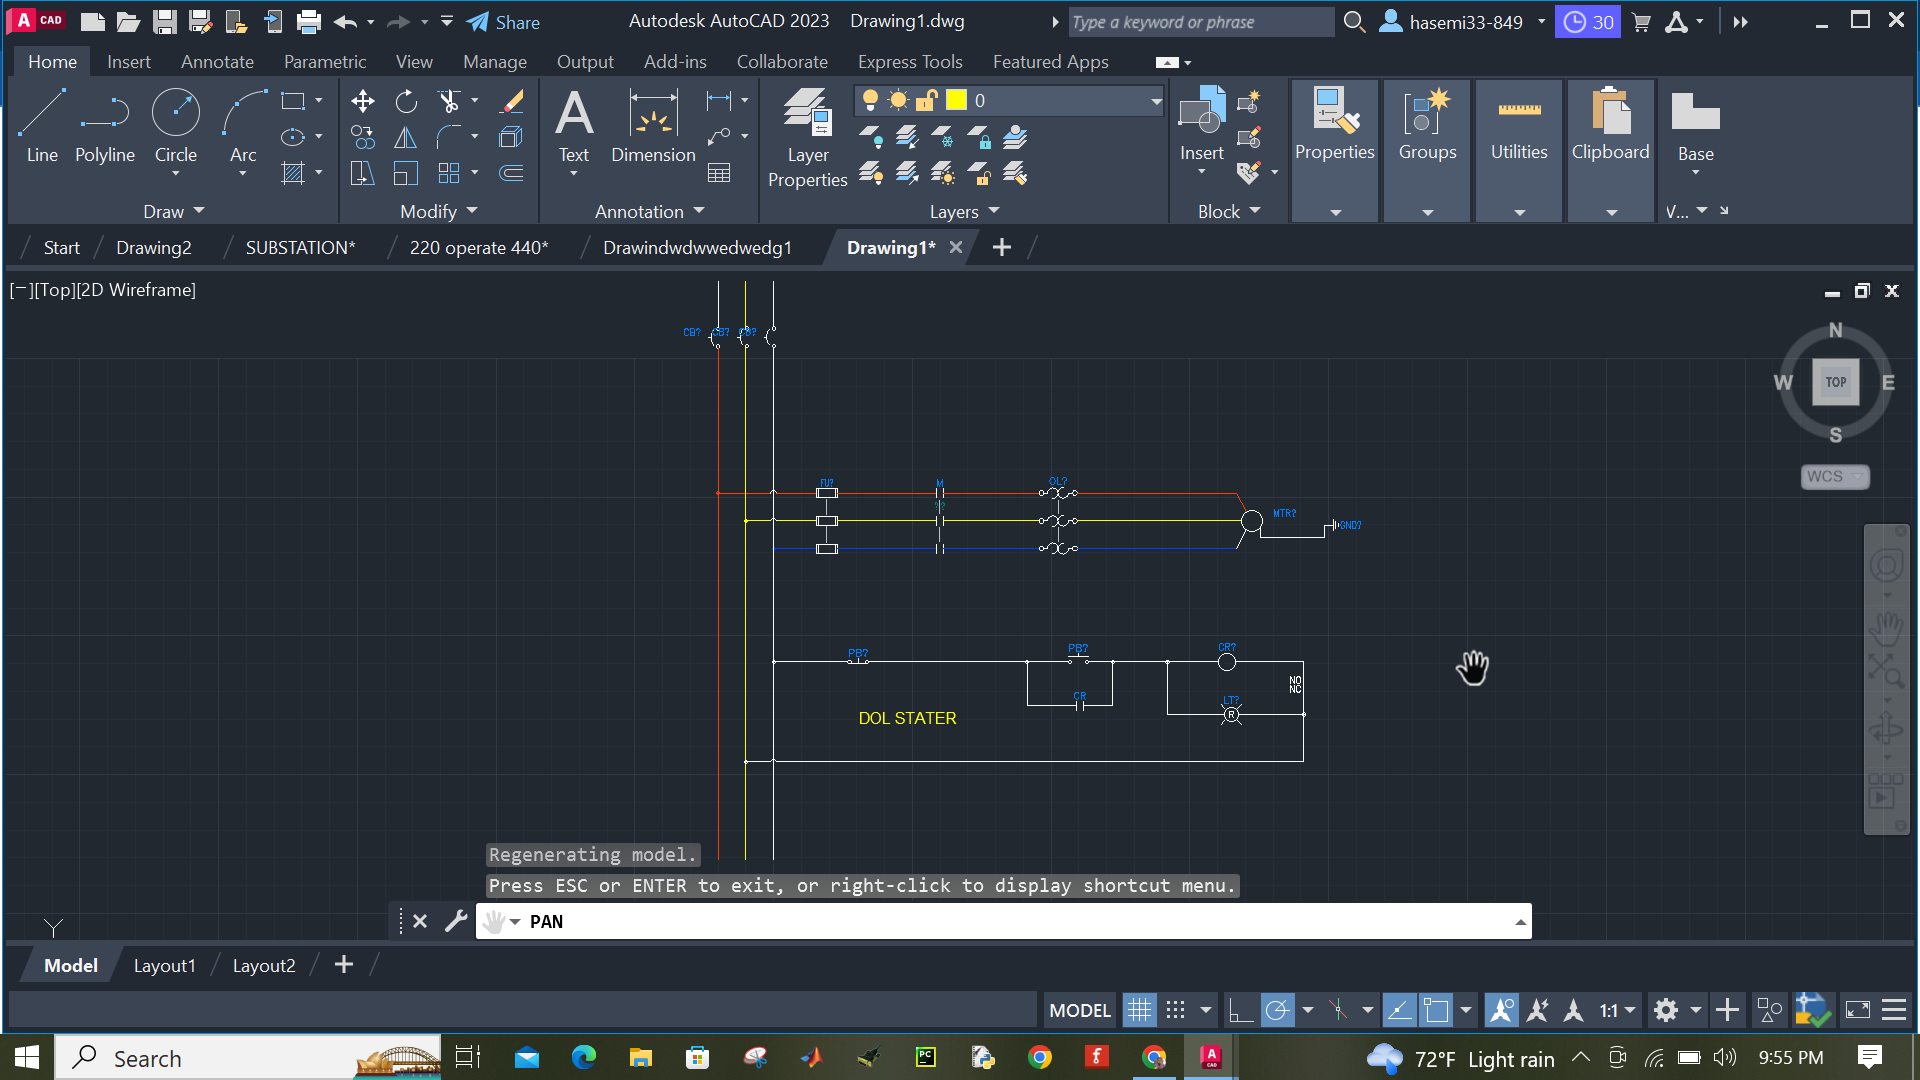 A CAD
Share
Autodesk AutoCAD 2023 Drawing1.dwg
Type a keyword or phrase
hasemi33-849
30
Home Insert Annotate Parametric View Manage Output Add-ins Collaborate Express Tools Featured Apps
0
Line Polyline Circle Arc
A
Text Dimension
Layer
Properties
Insert Properties Groups Utilities Clipboard Base
Draw Modify Annotation Layers Block V...
Start Drawing2 SUBSTATION* 220 operate 440* Drawindwdwwedwedg1 Drawing1*
[−][Top][2D Wireframe]
N
W TOP E
S
WCS
CB? CB? CB?
FU? M OL?
??
MTR?
GND?
PB? PB? CR?
NO
NC
CR LT?
R
DOL STATER
Regenerating model.
Press ESC or ENTER to exit, or right-click to display shortcut menu.
PAN
Y
Model Layout1 Layout2
MODEL 1:1
Search
PC
A CAD
72°F Light rain
9:55 PM